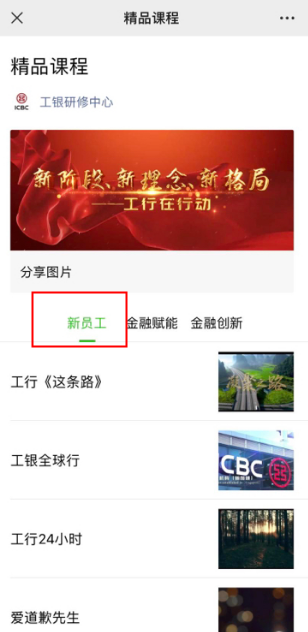 精品课程
精品课程
ICBC
工银研修中心
新阶段、新理念、新格局
——工行在行动
分享图片
新员工 金融赋能 金融创新
工行《这条路》
这条路
工银全球行
CBC
工行24小时
爱道歉先生